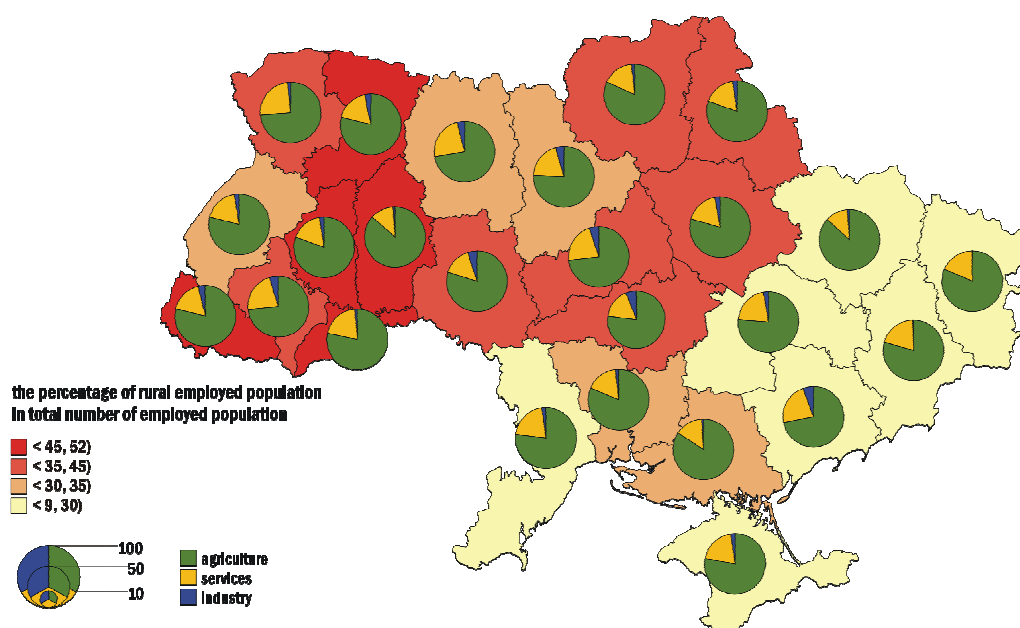 the percentage of rural employed population
in total number of employed population
< 45, 52)
< 35, 45)
< 30, 35)
< 9, 30)
100
50
10
agriculture
services
industry